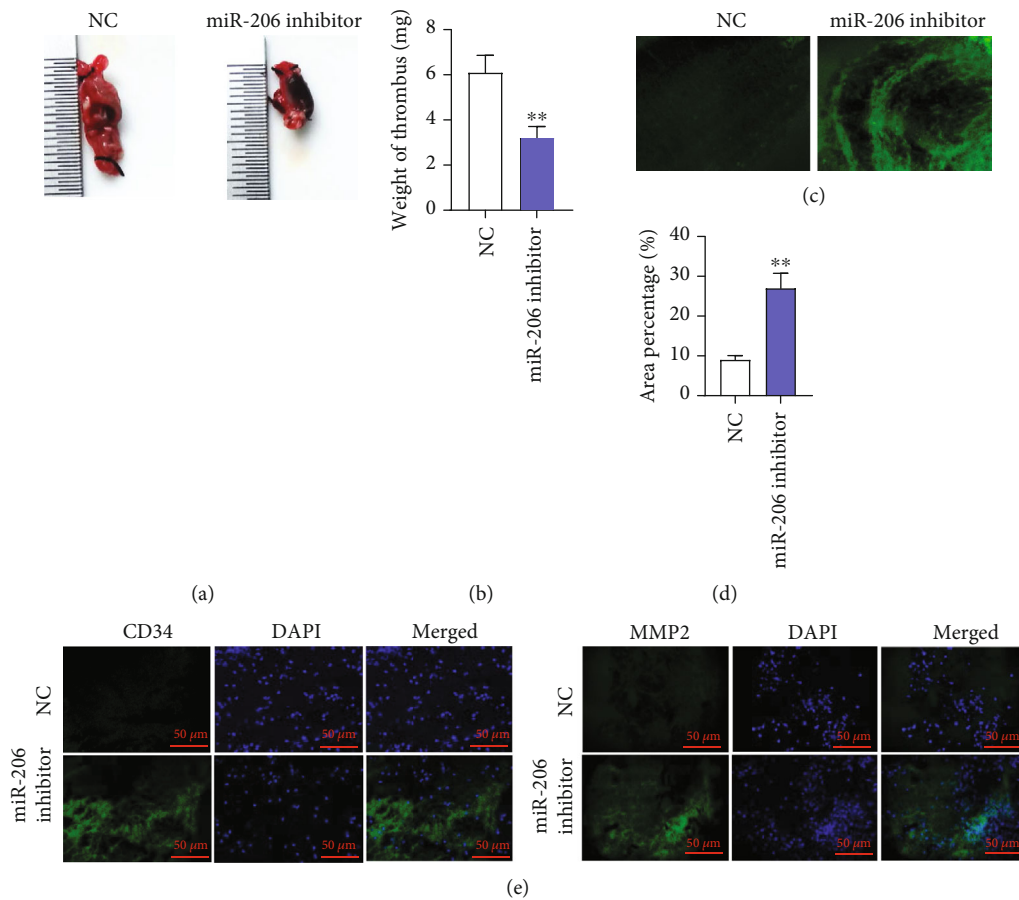 NC
miR-206 inhibitor
Weight of thrombus (mg)
8
6
4
2
0
**
NC
miR-206 inhibitor
NC
miR-206 inhibitor
(c)
Area percentage (%)
40
30
20
10
0
**
NC
miR-206 inhibitor
(a)
(b)
(d)
CD34
DAPI
Merged
NC
50 µm
50 µm
50 µm
miR-206
inhibitor
50 µm
50 µm
50 µm
MMP2
DAPI
Merged
NC
50 µm
50 µm
50 µm
miR-206
inhibitor
50 µm
50 µm
50 µm
(e)